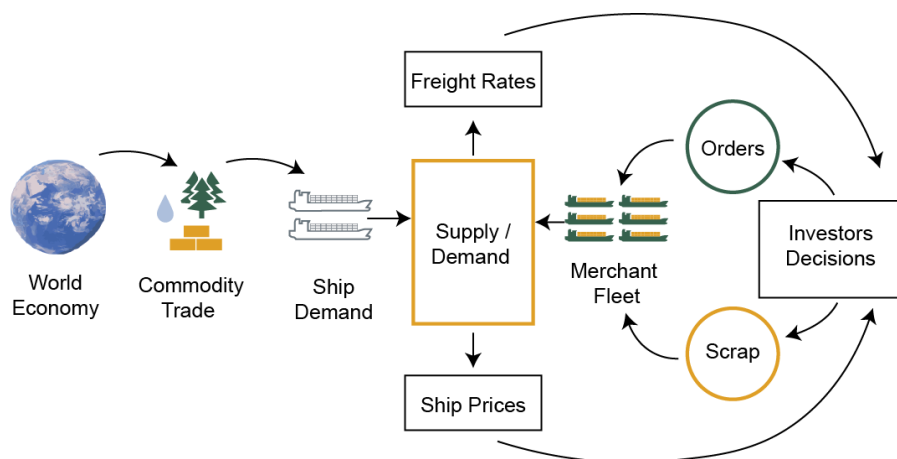 World
Economy
Commodity
Trade
Ship
Demand
Freight Rates
Supply /
Demand
Ship Prices
Merchant
Fleet
Orders
Scrap
Investors
Decisions